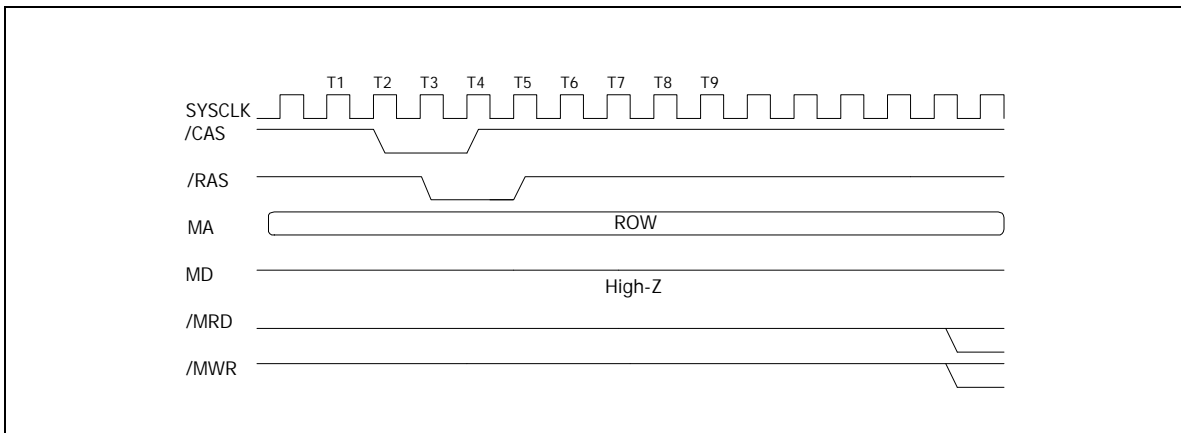 T1 T2 T3 T4 T5 T6 T7 T8 T9
SYSCLK
/CAS
/RAS
MA ROW
MD
High-Z
/MRD
/MWR